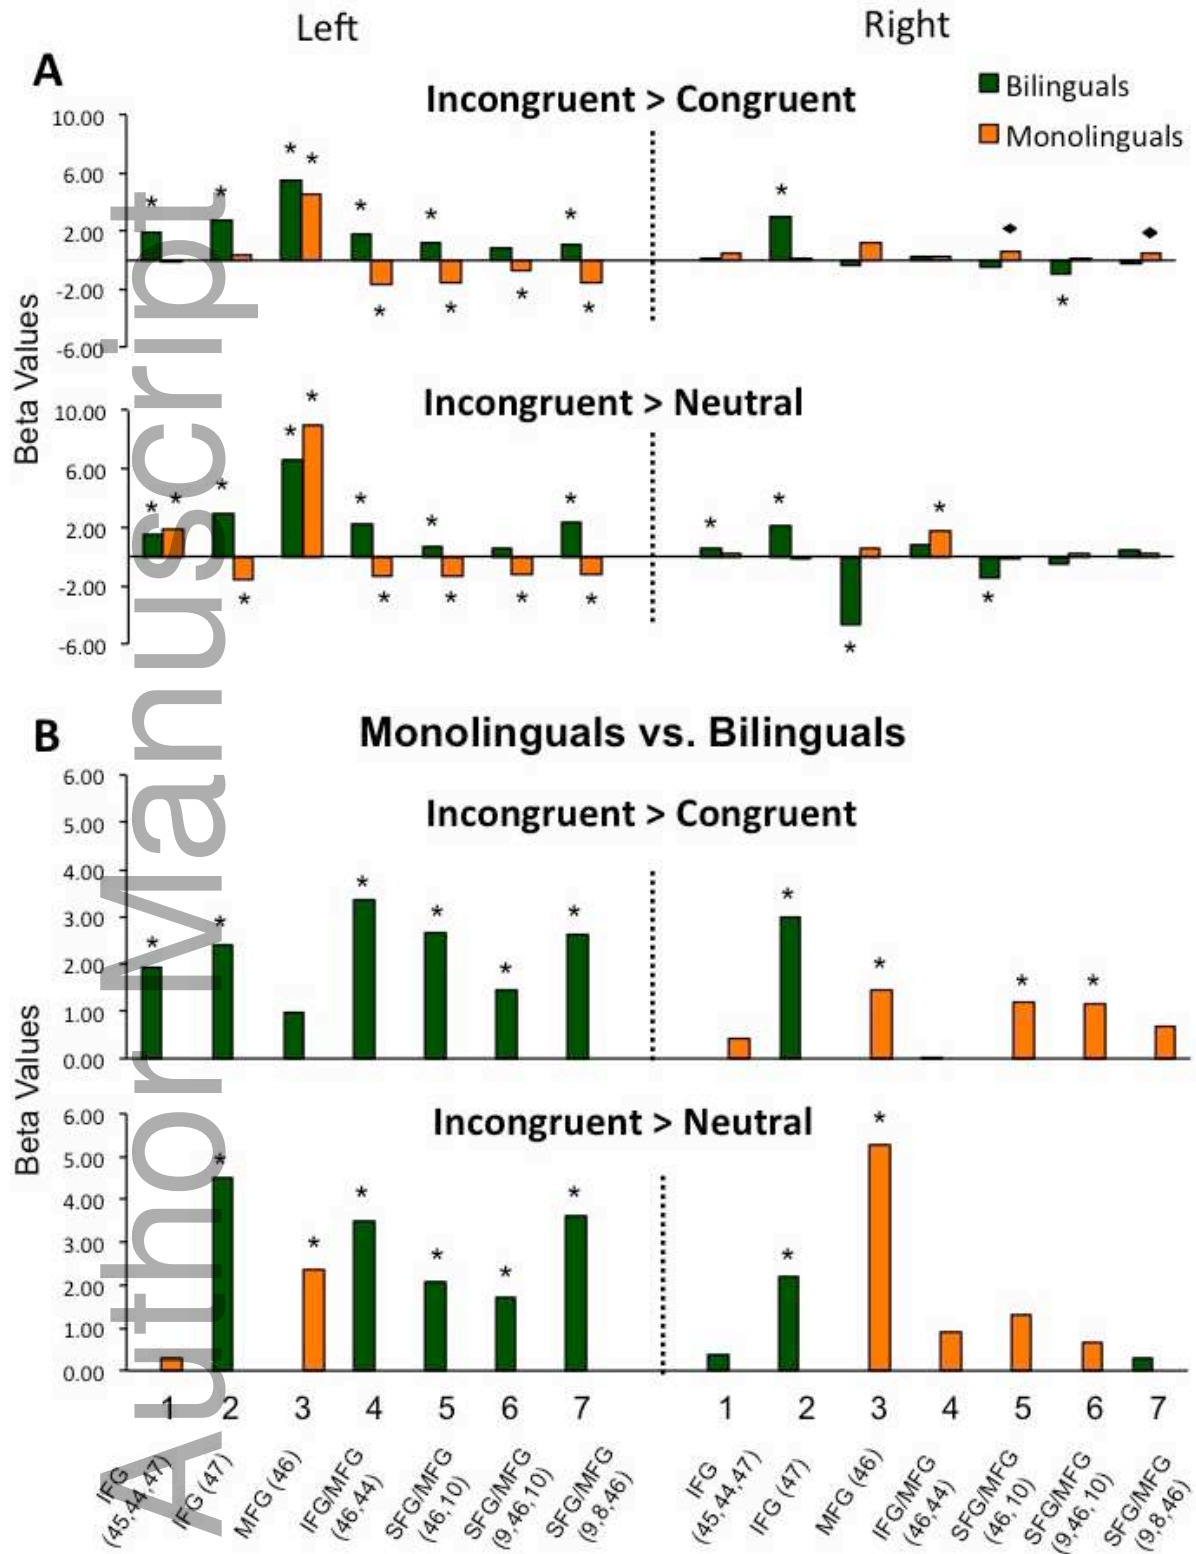 Left
Right
A
Bilinguals
Monolinguals
Incongruent > Congruent
10.00
6.00
2.00
-2.00
-6.00
* * * * * * *
* * * *
* ◆ ◆
*
Beta Values
Incongruent > Neutral
10.00
6.00
2.00
-2.00
-6.00
* * * * * * * *
* * * * *
* * *
* *
B
Monolinguals vs. Bilinguals
Incongruent > Congruent
6.00
5.00
4.00
3.00
2.00
1.00
0.00
* * * * * *
* * * *
Beta Values
Incongruent > Neutral
6.00
5.00
4.00
3.00
2.00
1.00
0.00
* * * * * *
* *
1 2 3 4 5 6 7 1 2 3 4 5 6 7
IFG
(45,44,47)
IFG (47)
MFG (46)
IFG/MFG
(46,44)
SFG/MFG
(46,10)
SFG/MFG
(9,46,10)
SFG/MFG
(9,8,46)
IFG
(45,44,47)
IFG (47)
MFG (46)
IFG/MFG
(46,44)
SFG/MFG
(46,10)
SFG/MFG
(9,46,10)
SFG/MFG
(9,8,46)
Author Manuscript